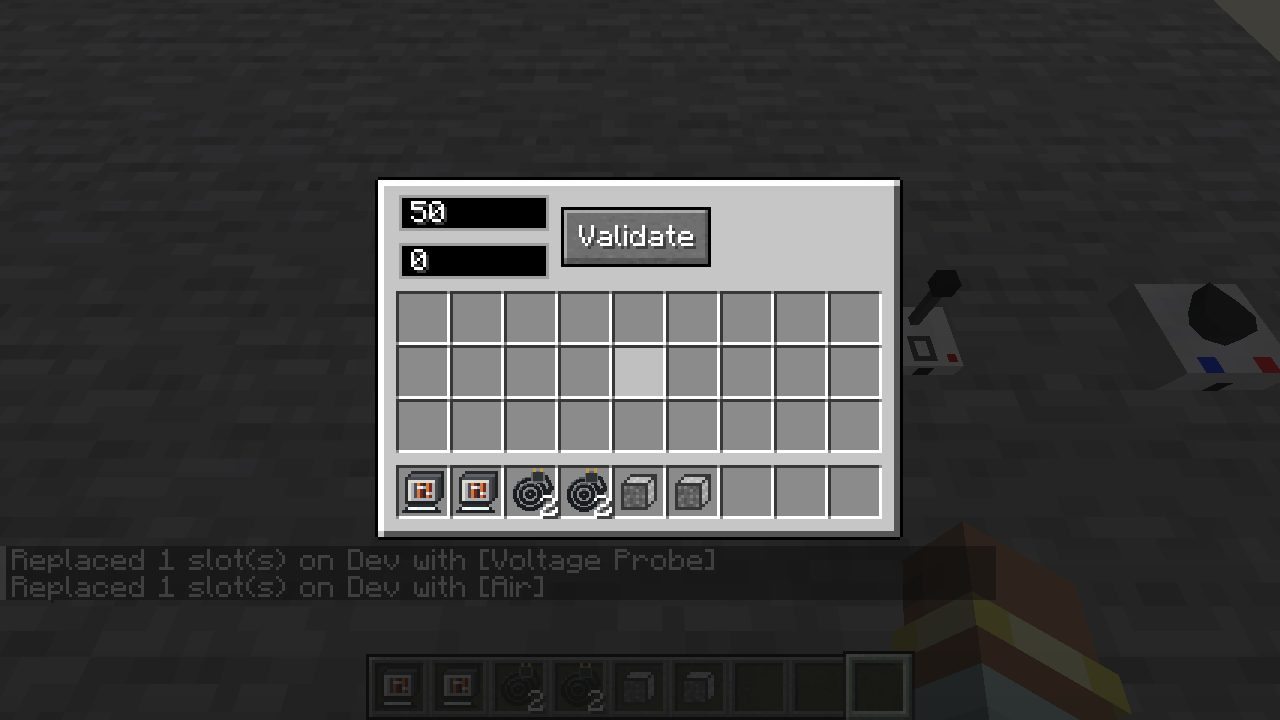 50
Validate
0
2 2
Replaced 1 slot(s) on Dev with [Voltage Probe]
Replaced 1 slot(s) on Dev with [Air]
2 2